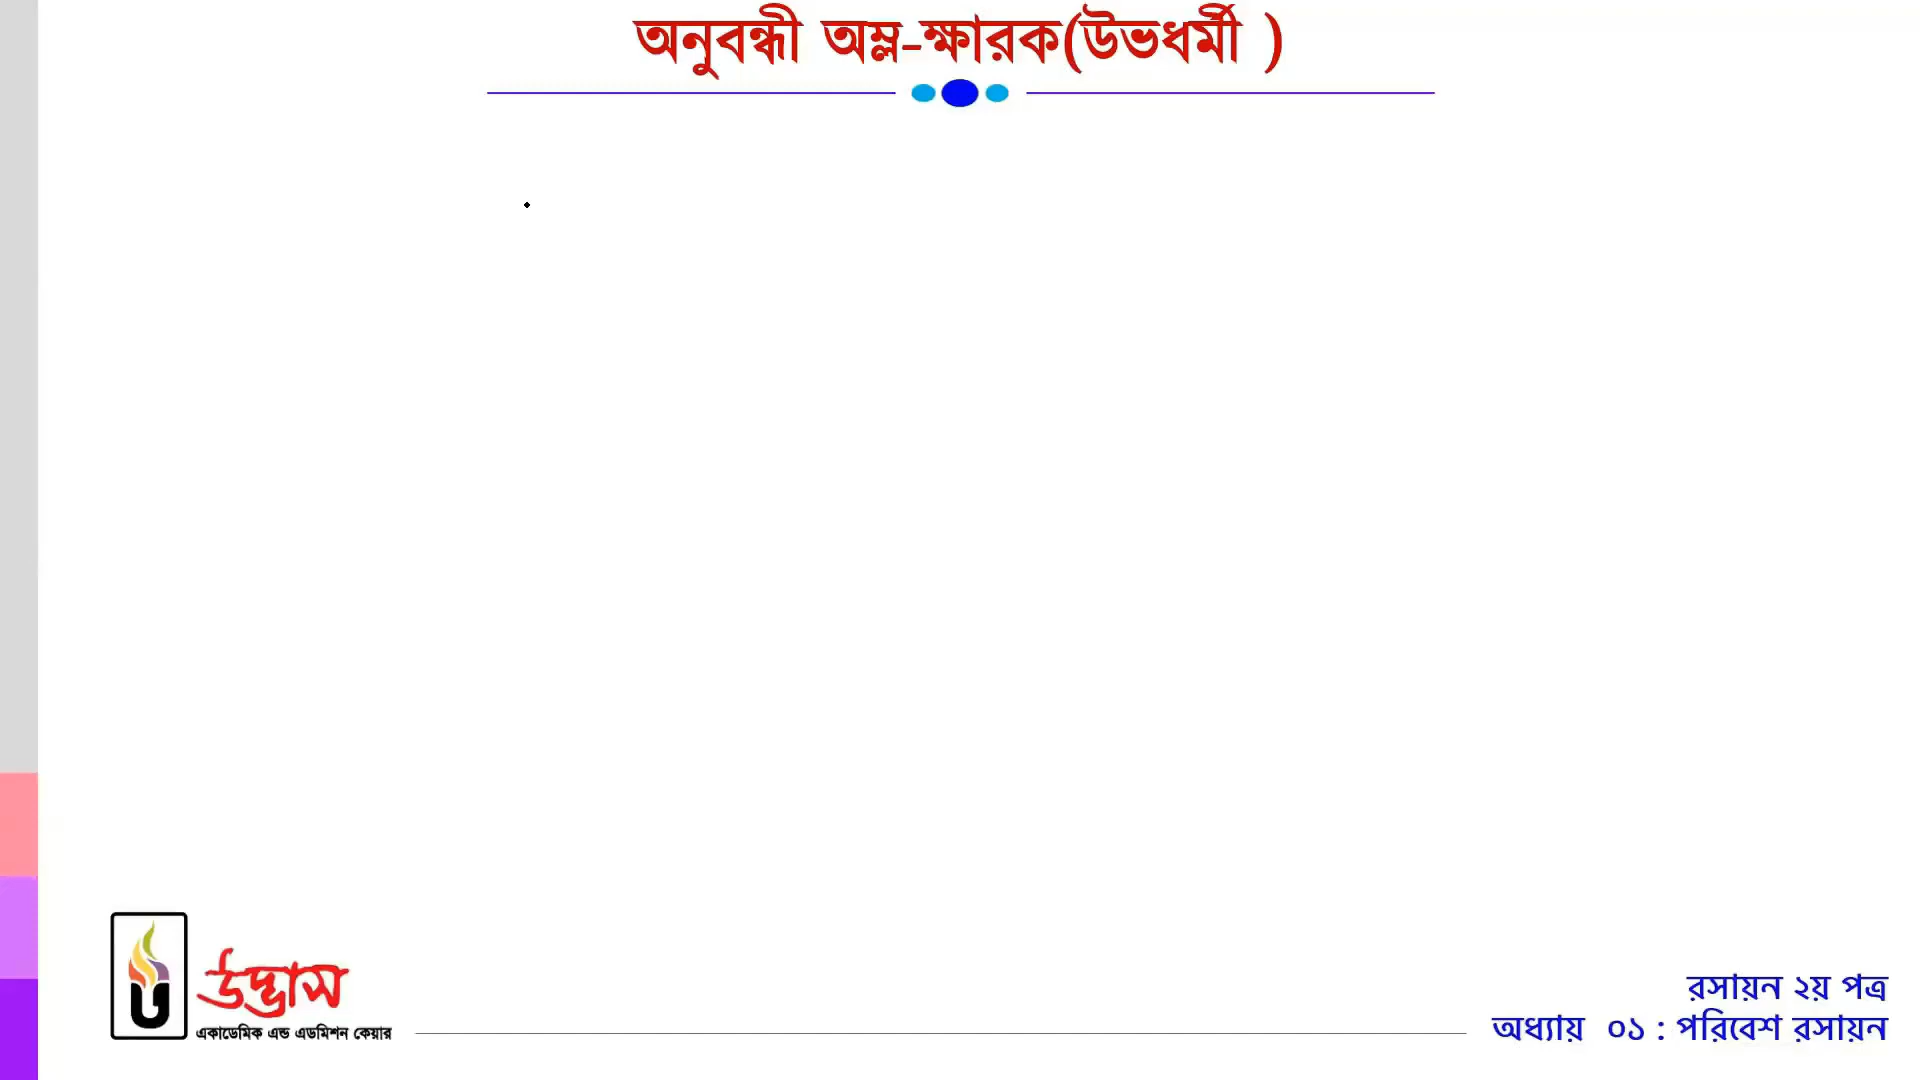 অনুবন্ধী অম্ল-ক্ষারক(উভধর্মী )
উদ্ভাস
একাডেমিক এন্ড এডমিশন কেয়ার
রসায়ন ২য় পত্র
অধ্যায় ০১ : পরিবেশ রসায়ন